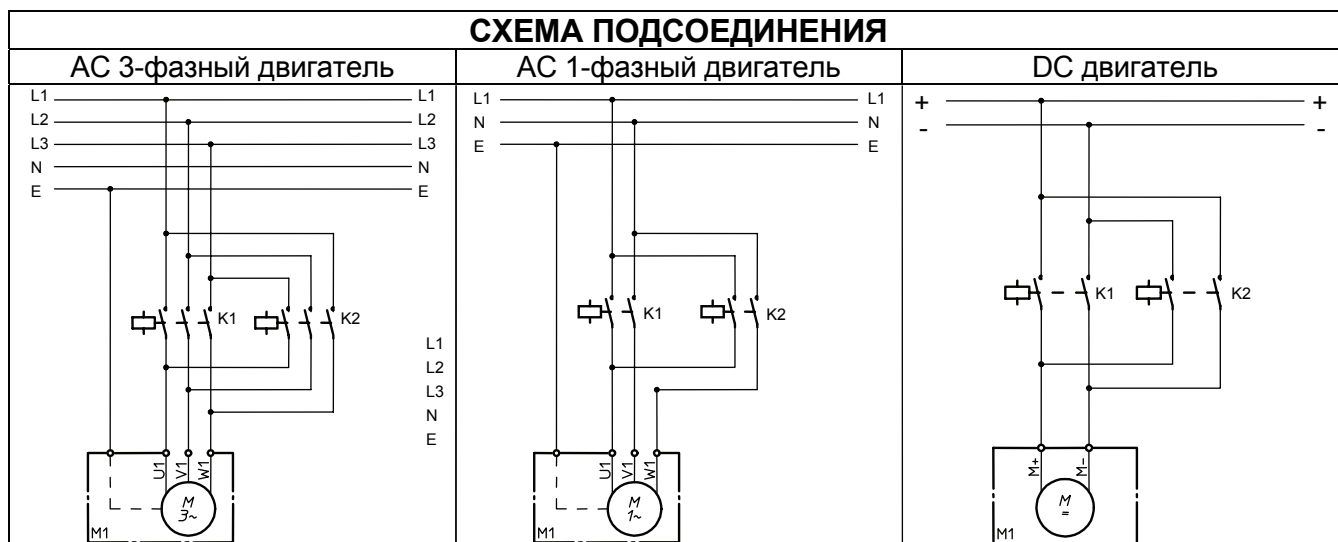 СХЕМА ПОДСОЕДИНЕНИЯ
AC 3-фазный двигатель
L1 L1
L2 L2
L3 L3
N N
E E
K1 K2
L1
L2
L3
N
E
U1 V1 W1
M
3~
M1
AC 1-фазный двигатель
L1 L1
N N
E E
K1 K2
U1 V1 W1
M
1~
M1
DC двигатель
+ +
- -
K1 K2
M+ M-
M
=
M1